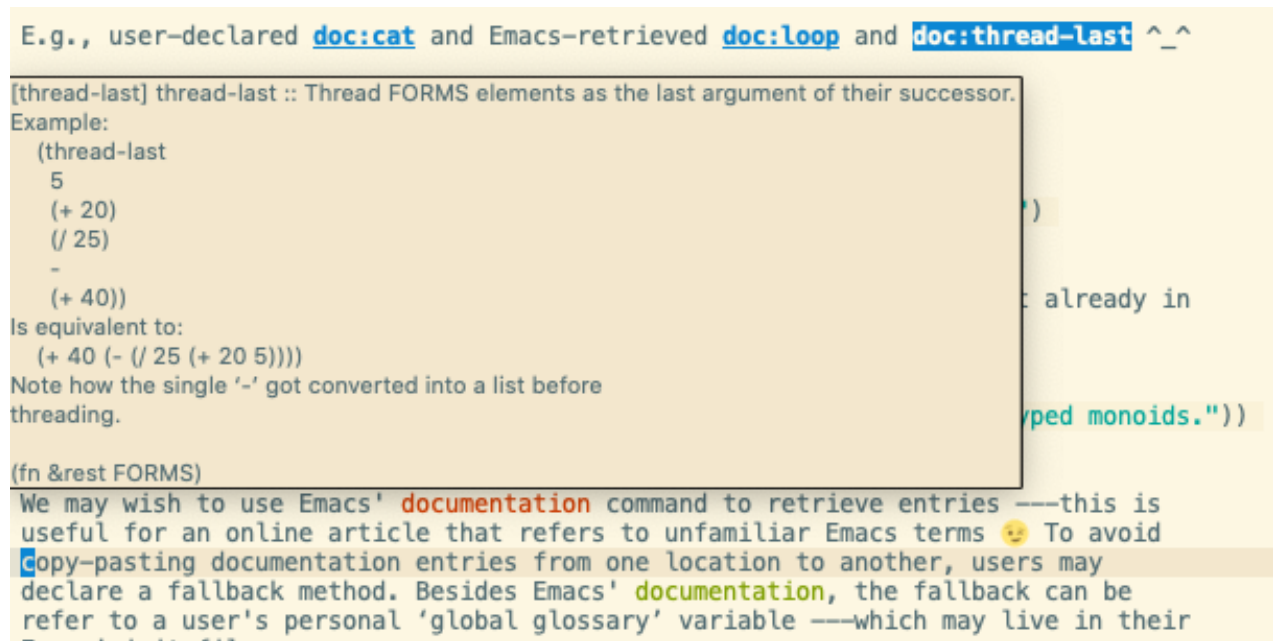 E.g., user-declared doc:cat and Emacs-retrieved doc:loop and doc:thread-last ^_^
[thread-last] thread-last :: Thread FORMS elements as the last argument of their successor.
Example:
(thread-last
5
(+ 20)
(/ 25)
-
(+ 40))
Is equivalent to:
(+ 40 (- (/ 25 (+ 20 5))))
Note how the single ‘-’ got converted into a list before
threading.
(fn &rest FORMS)
")
already in
monoids."))
We may wish to use Emacs' documentation command to retrieve entries ---this is
useful for an online article that refers to unfamiliar Emacs terms 😉 To avoid
copy-pasting documentation entries from one location to another, users may
declare a fallback method. Besides Emacs' documentation, the fallback can be
refer to a user's personal ‘global glossary’ variable ---which may live in their